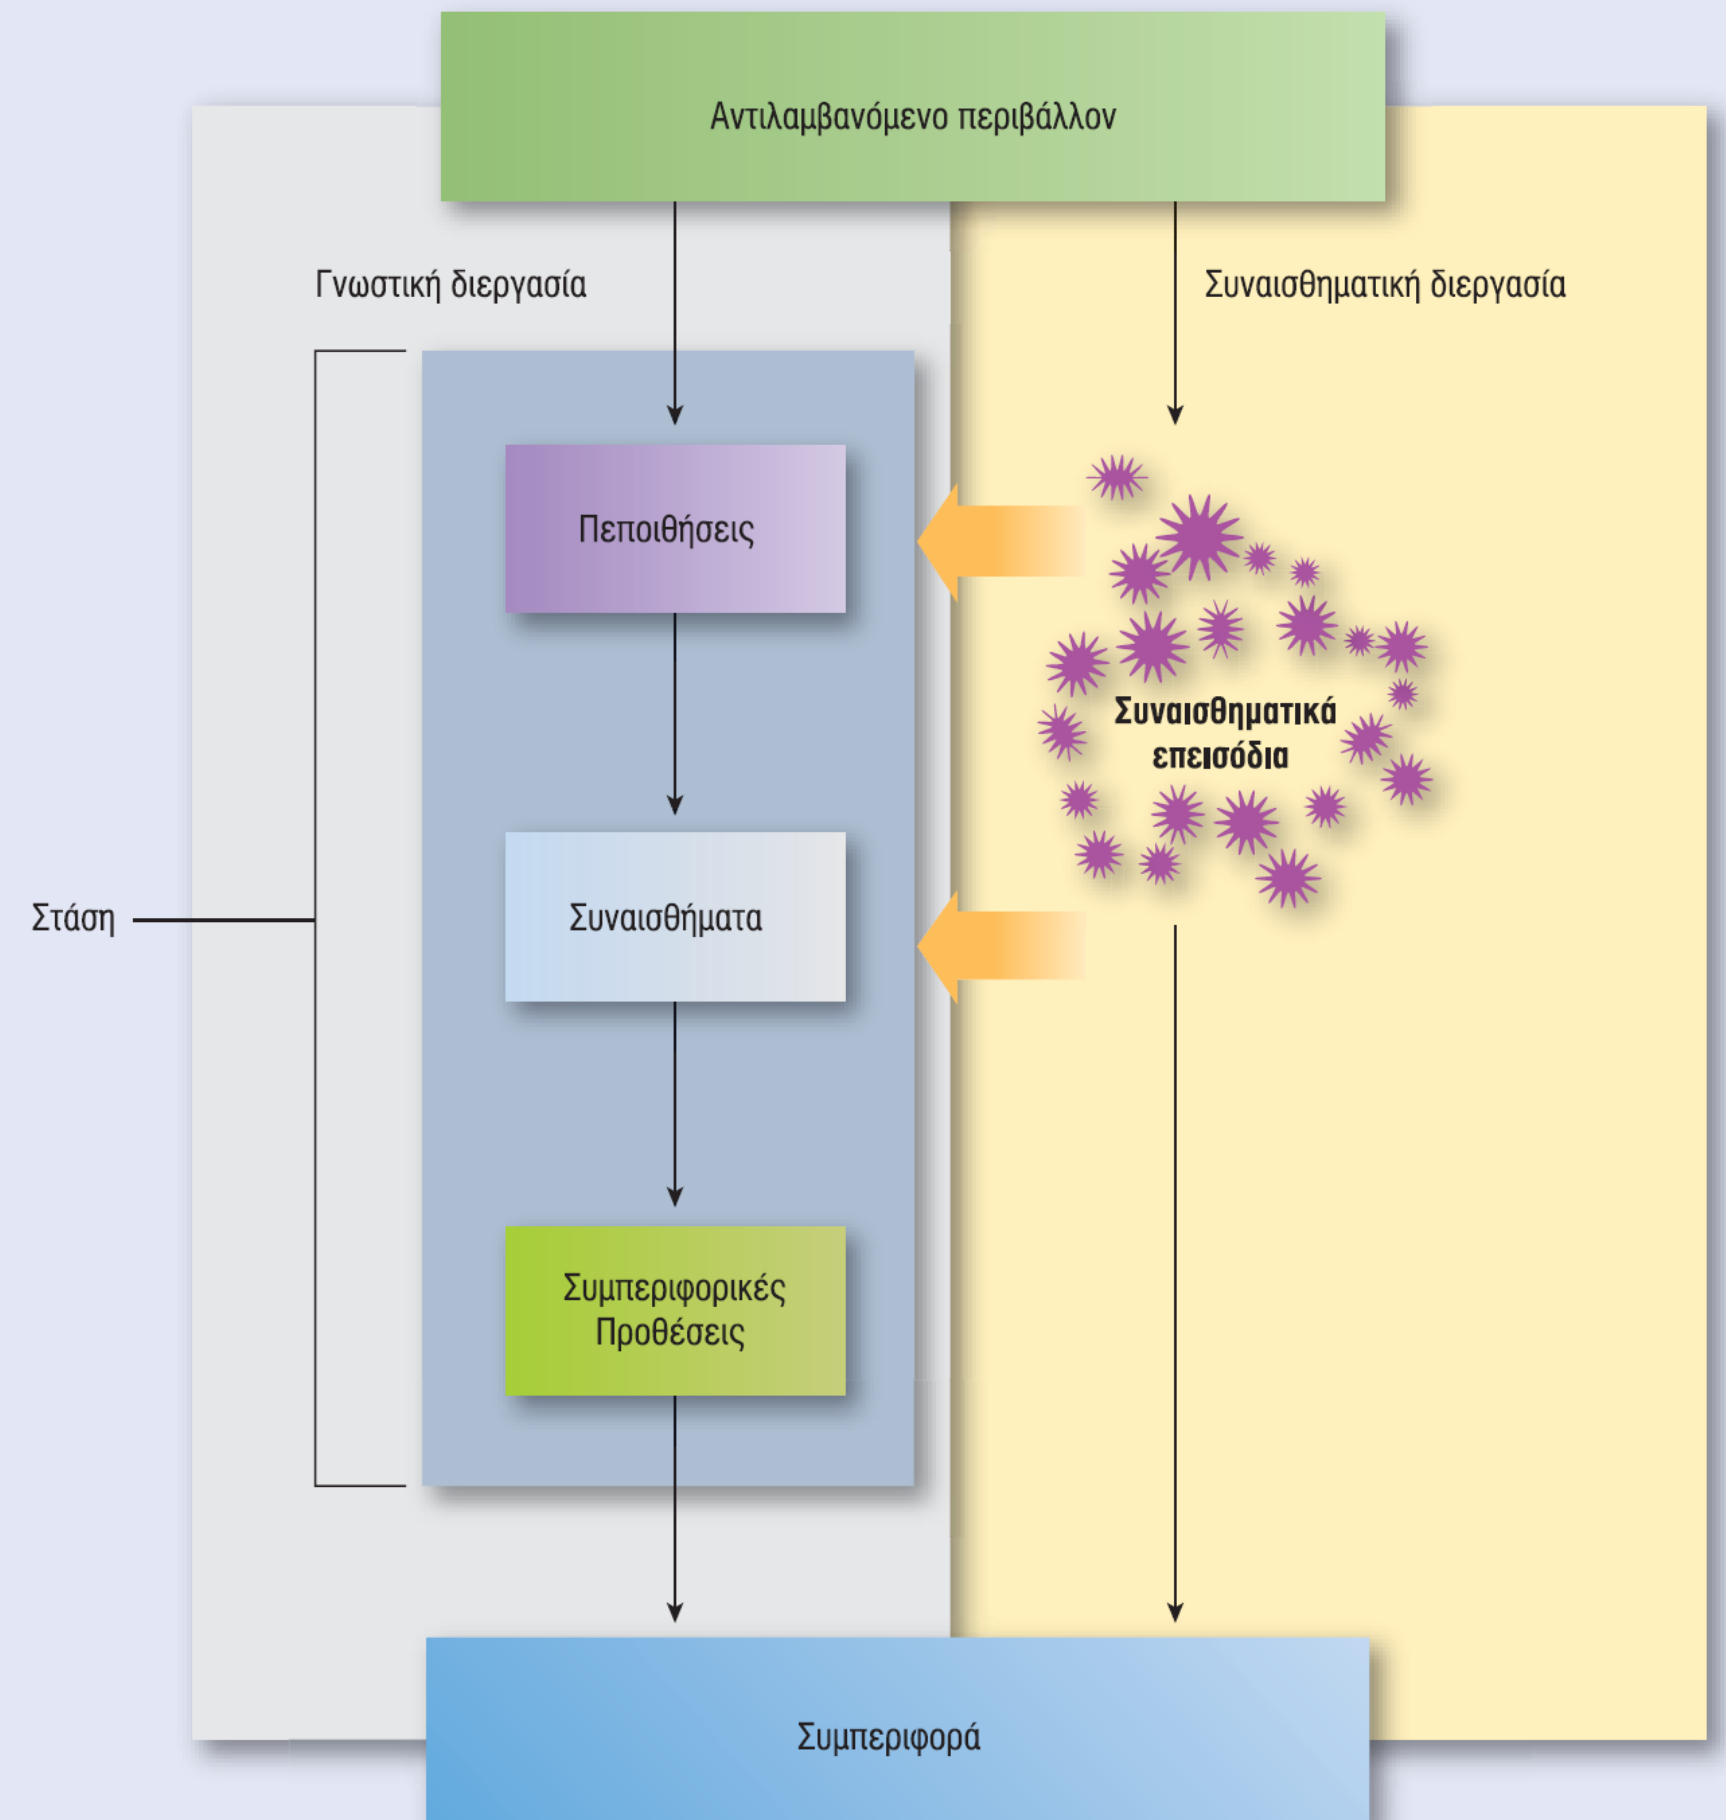 Αντιλαμβανόμενο περιβάλλον
Γνωστική διεργασία
Συναισθηματική διεργασία
Πεποιθήσεις
Συναισθηματικά
επεισόδια
Στάση
Συναισθήματα
Συμπεριφορικές
Προθέσεις
Συμπεριφορά